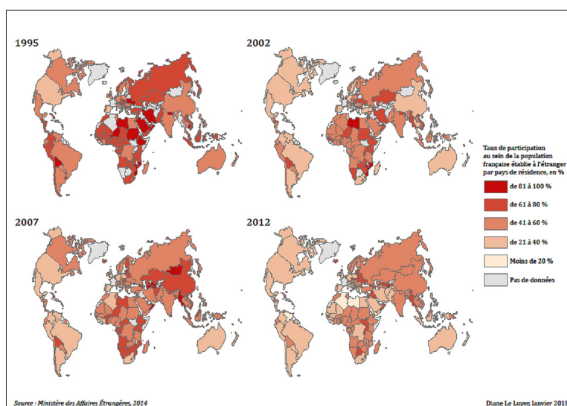 1995
2002
Taux de participation
au sein de la population
française établie à l'étranger
par pays de résidence, en %
de 81 à 100 %
de 61 à 80 %
de 41 à 60 %
de 21 à 40 %
Moins de 20 %
Pas de données
2007
2012
Source : Ministère des Affaires Étrangères, 2014
Diane Le Luyen Janvier 2015